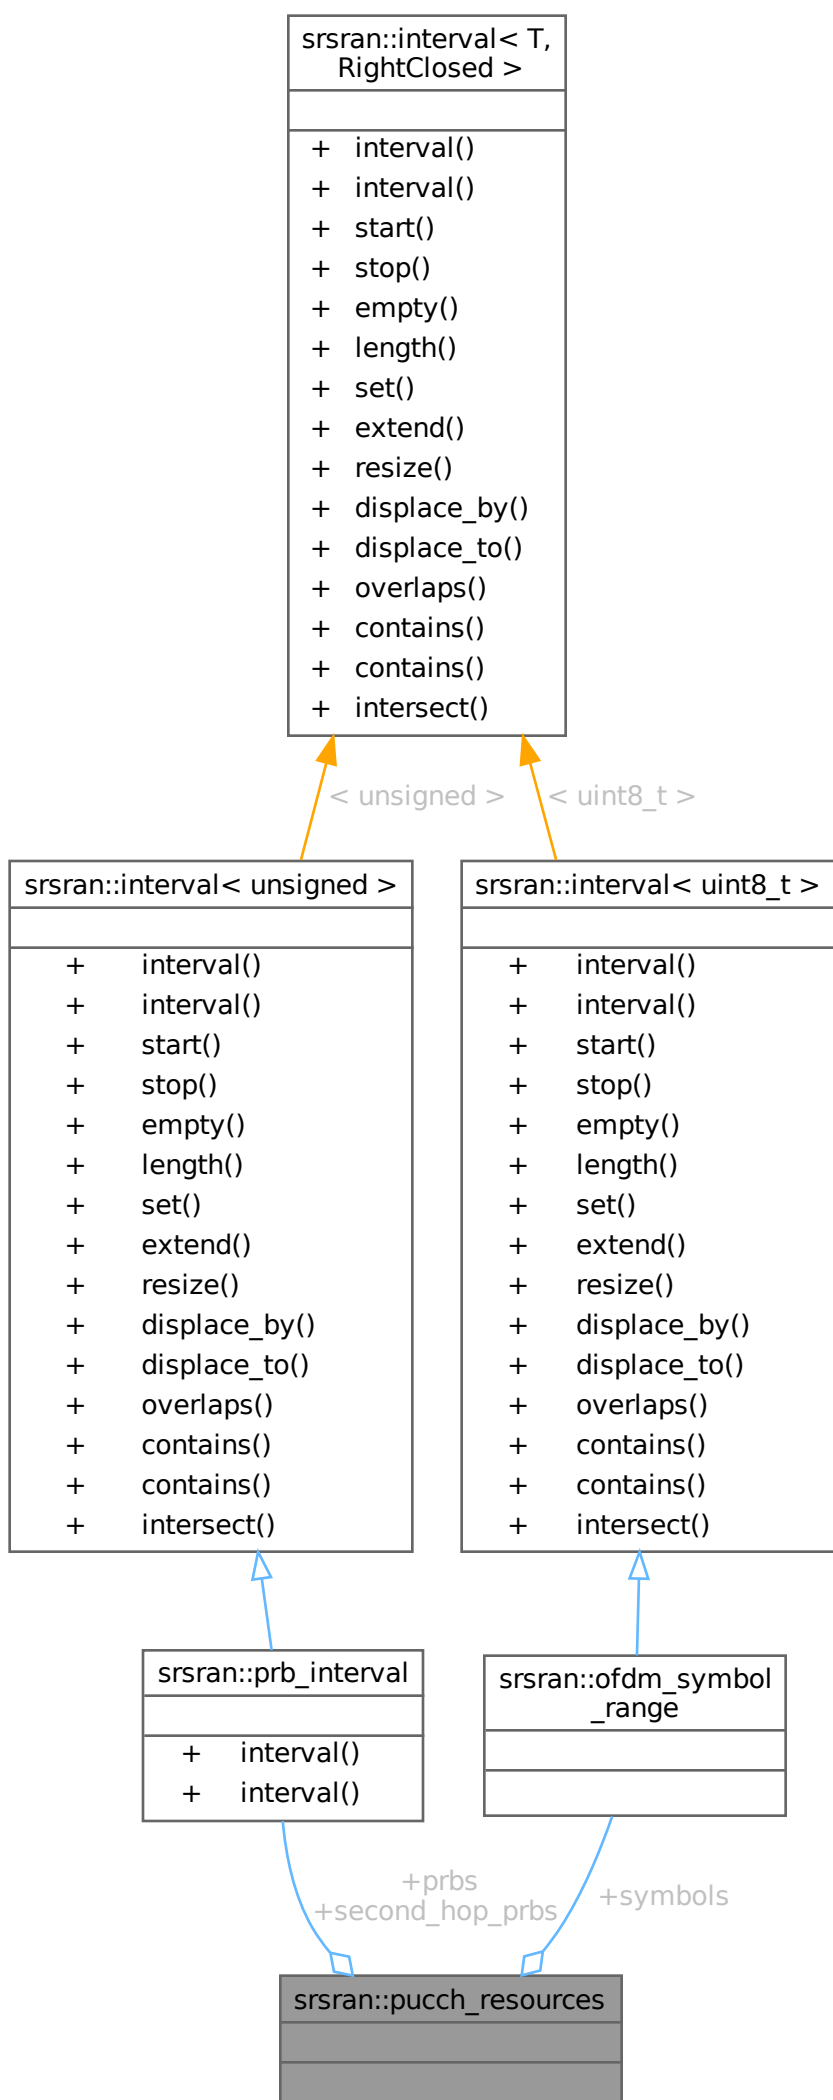 srsran::interval< T,
RightClosed >
+ interval()
+ interval()
+ start()
+ stop()
+ empty()
+ length()
+ set()
+ extend()
+ resize()
+ displace_by()
+ displace_to()
+ overlaps()
+ contains()
+ contains()
+ intersect()
< unsigned >
< uint8_t >
srsran::interval< unsigned >
+ interval()
+ interval()
+ start()
+ stop()
+ empty()
+ length()
+ set()
+ extend()
+ resize()
+ displace_by()
+ displace_to()
+ overlaps()
+ contains()
+ contains()
+ intersect()
srsran::interval< uint8_t >
+ interval()
+ interval()
+ start()
+ stop()
+ empty()
+ length()
+ set()
+ extend()
+ resize()
+ displace_by()
+ displace_to()
+ overlaps()
+ contains()
+ contains()
+ intersect()
srsran::prb_interval
+ interval()
+ interval()
srsran::ofdm_symbol
_range
+prbs
+second_hop_prbs
+symbols
srsran::pucch_resources